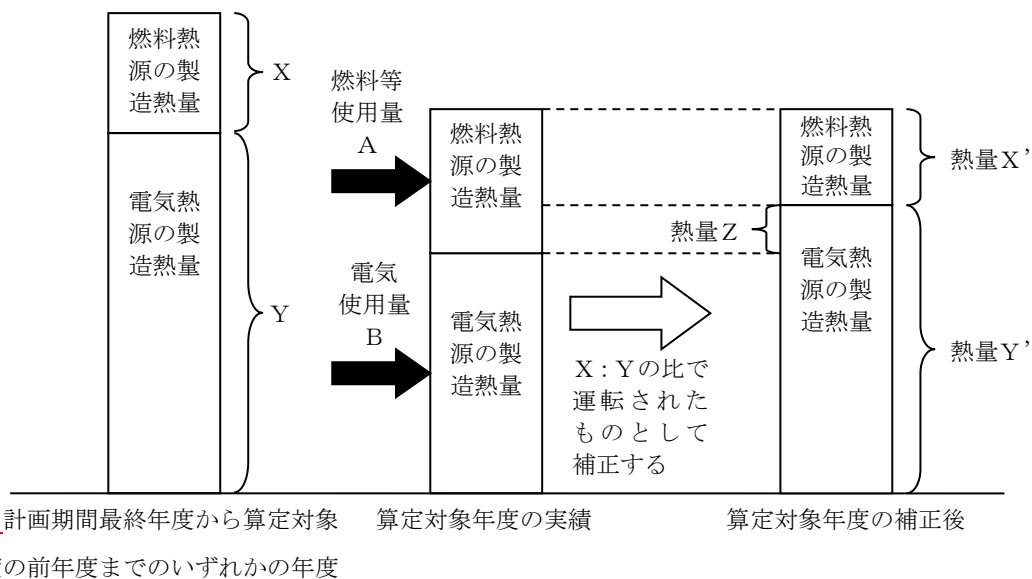 燃料熱
源の製
造熱量
X
電気熱
源の製
造熱量
Y
燃料等
使用量
A
電気
使用量
B
燃料熱
源の製
造熱量
電気熱
源の製
造熱量
熱量Z
X:Yの比で
運転された
ものとして
補正する
燃料熱
源の製
造熱量
熱量X’
電気熱
源の製
造熱量
熱量Y’
計画期間最終年度から算定対象
の前年度までのいずれかの年度
算定対象年度の実績
算定対象年度の補正後